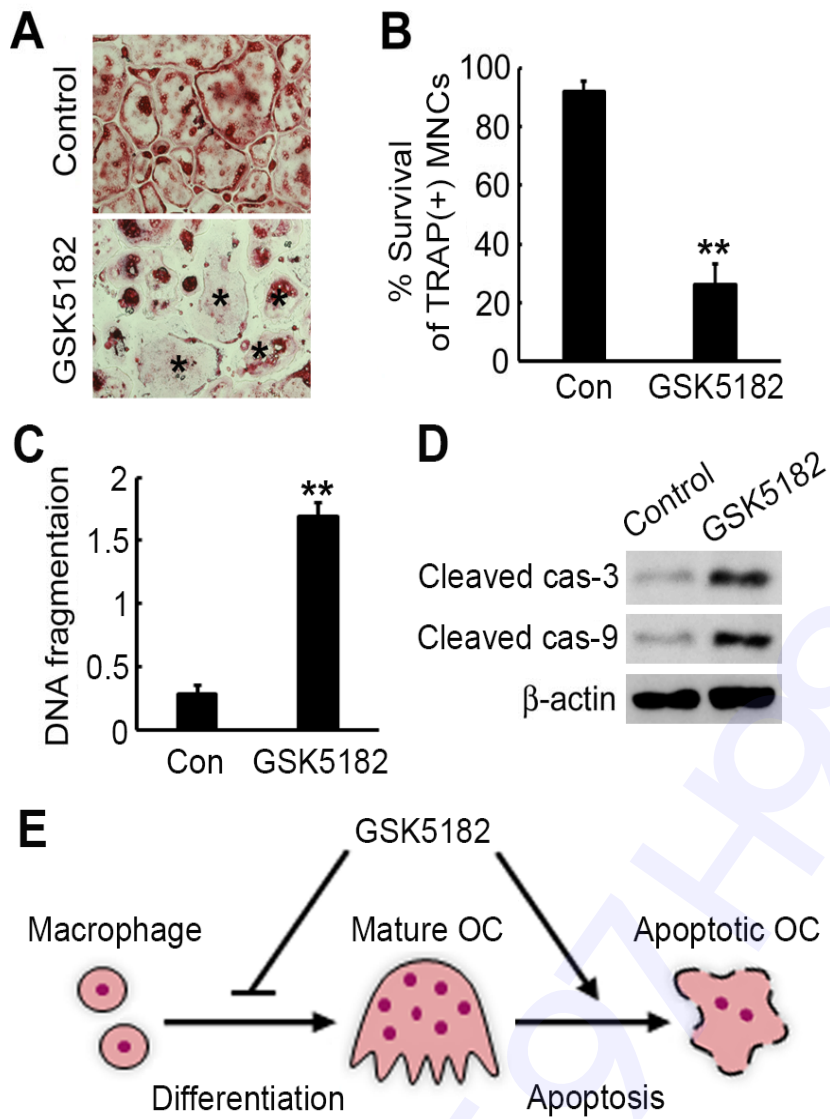 A
Control
GSK5182
*
*
*
*
B
% Survival
of TRAP(+) MNCs
100
80
60
40
20
0
**
Con
GSK5182
C
DNA fragmentaion
2
1.5
1
0.5
0
**
Con
GSK5182
D
Control
GSK5182
Cleaved cas-3
Cleaved cas-9
β-actin
E
GSK5182
Macrophage
Mature OC
Apoptotic OC
Differentiation
Apoptosis